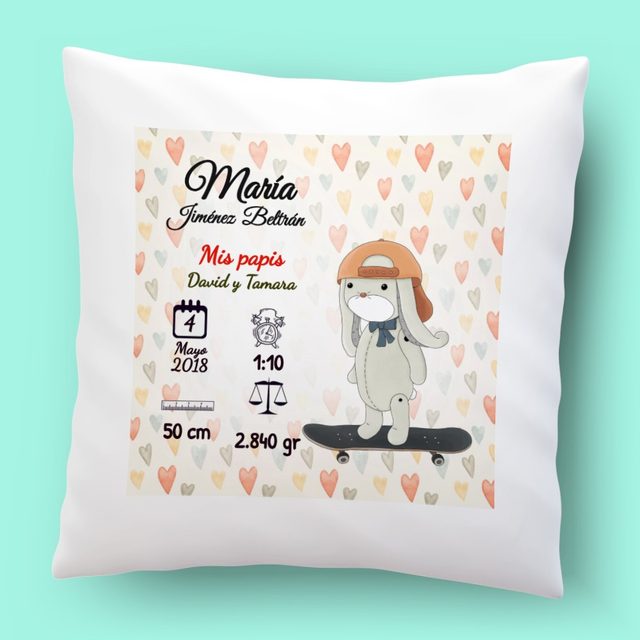 María
Jiménez Beltrán
Mis papis
David y Tamara
4
Mayo
2018
1:10
50 cm
2.840 gr